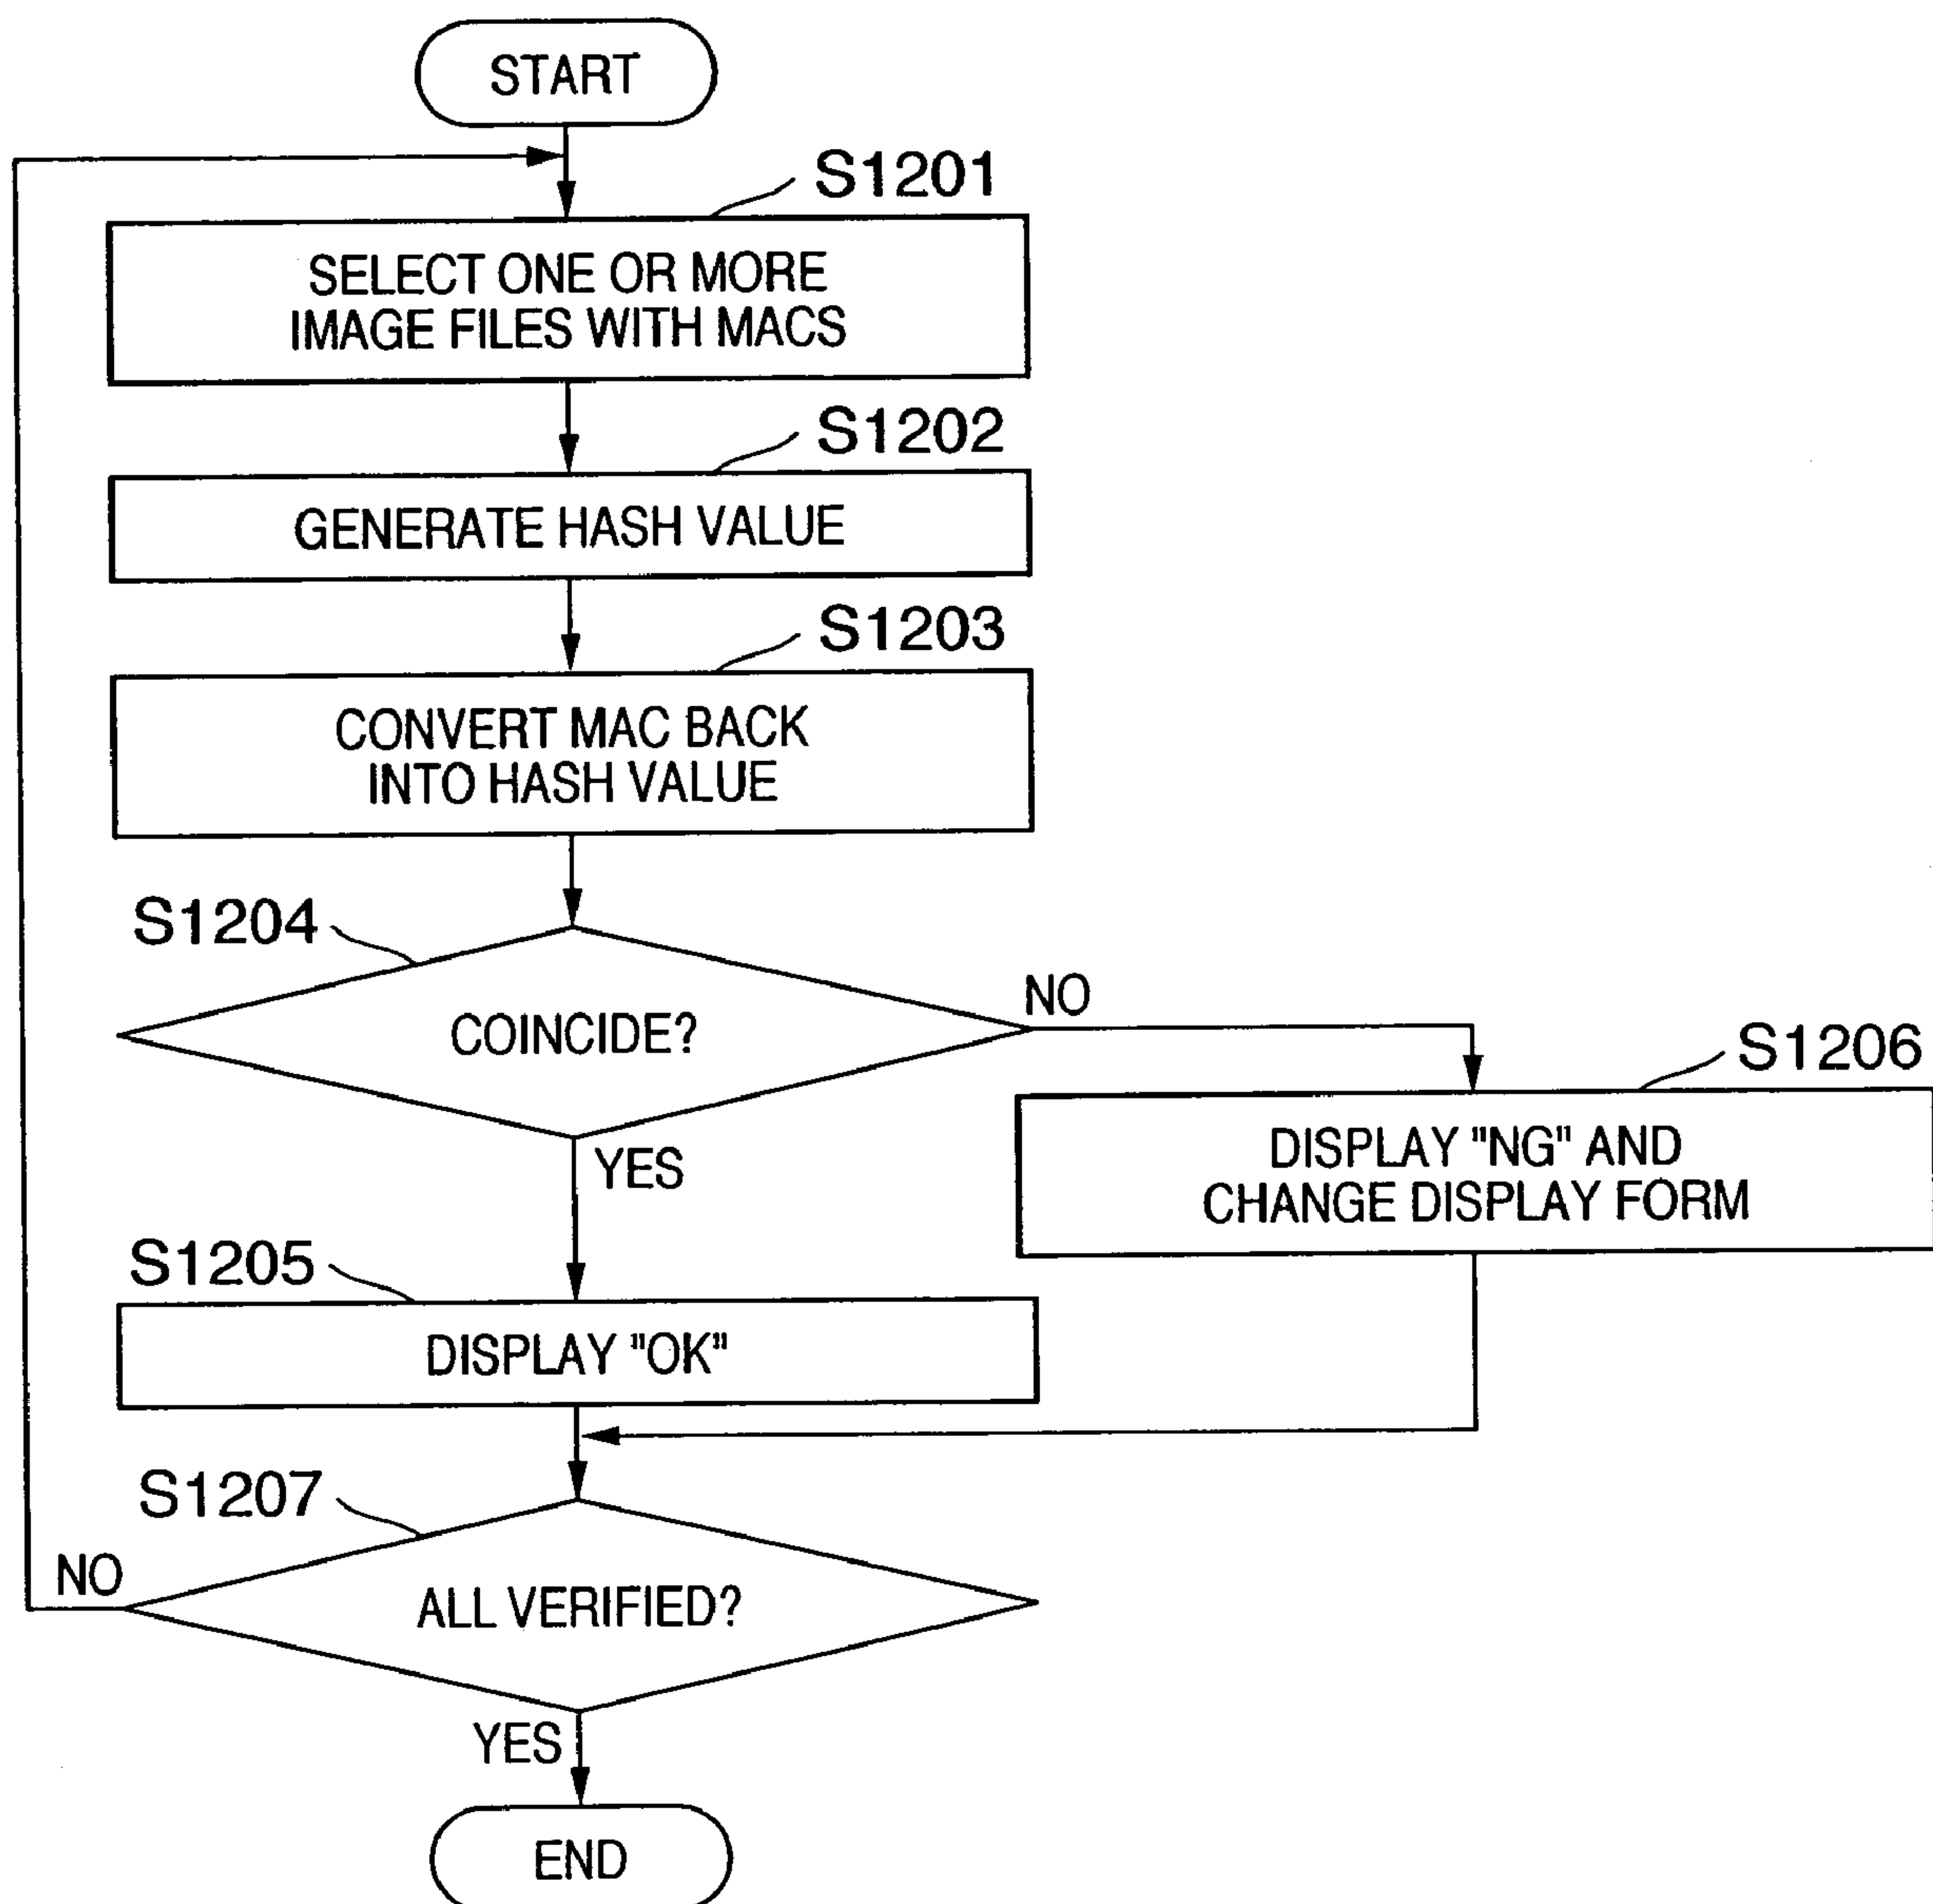 START
S1201
SELECT ONE OR MORE
IMAGE FILES WITH MACS
S1202
GENERATE HASH VALUE
S1203
CONVERT MAC BACK
INTO HASH VALUE
S1204
COINCIDE?
NO
YES
S1206
DISPLAY "NG" AND
CHANGE DISPLAY FORM
S1205
DISPLAY "OK"
S1207
NO
ALL VERIFIED?
YES
END